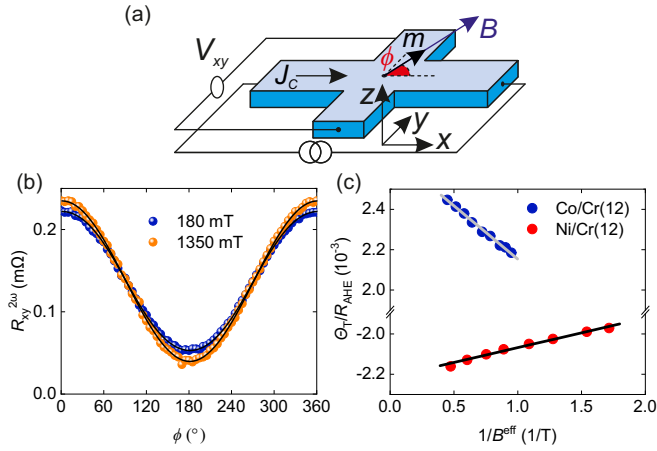 (a)
V_xy
J_C
ϕ
m
B
z
y
x
(b)
R_xy^2ω (mΩ)
0.2
0.1
0.0
180 mT
1350 mT
0 60 120 180 240 300 360
ϕ (°)
(c)
Θ_T/R_AHE (10^-3)
2.4
2.2
2.0
-2.0
-2.2
Co/Cr(12)
Ni/Cr(12)
0.0 0.5 1.0 1.5 2.0
1/B^eff (1/T)